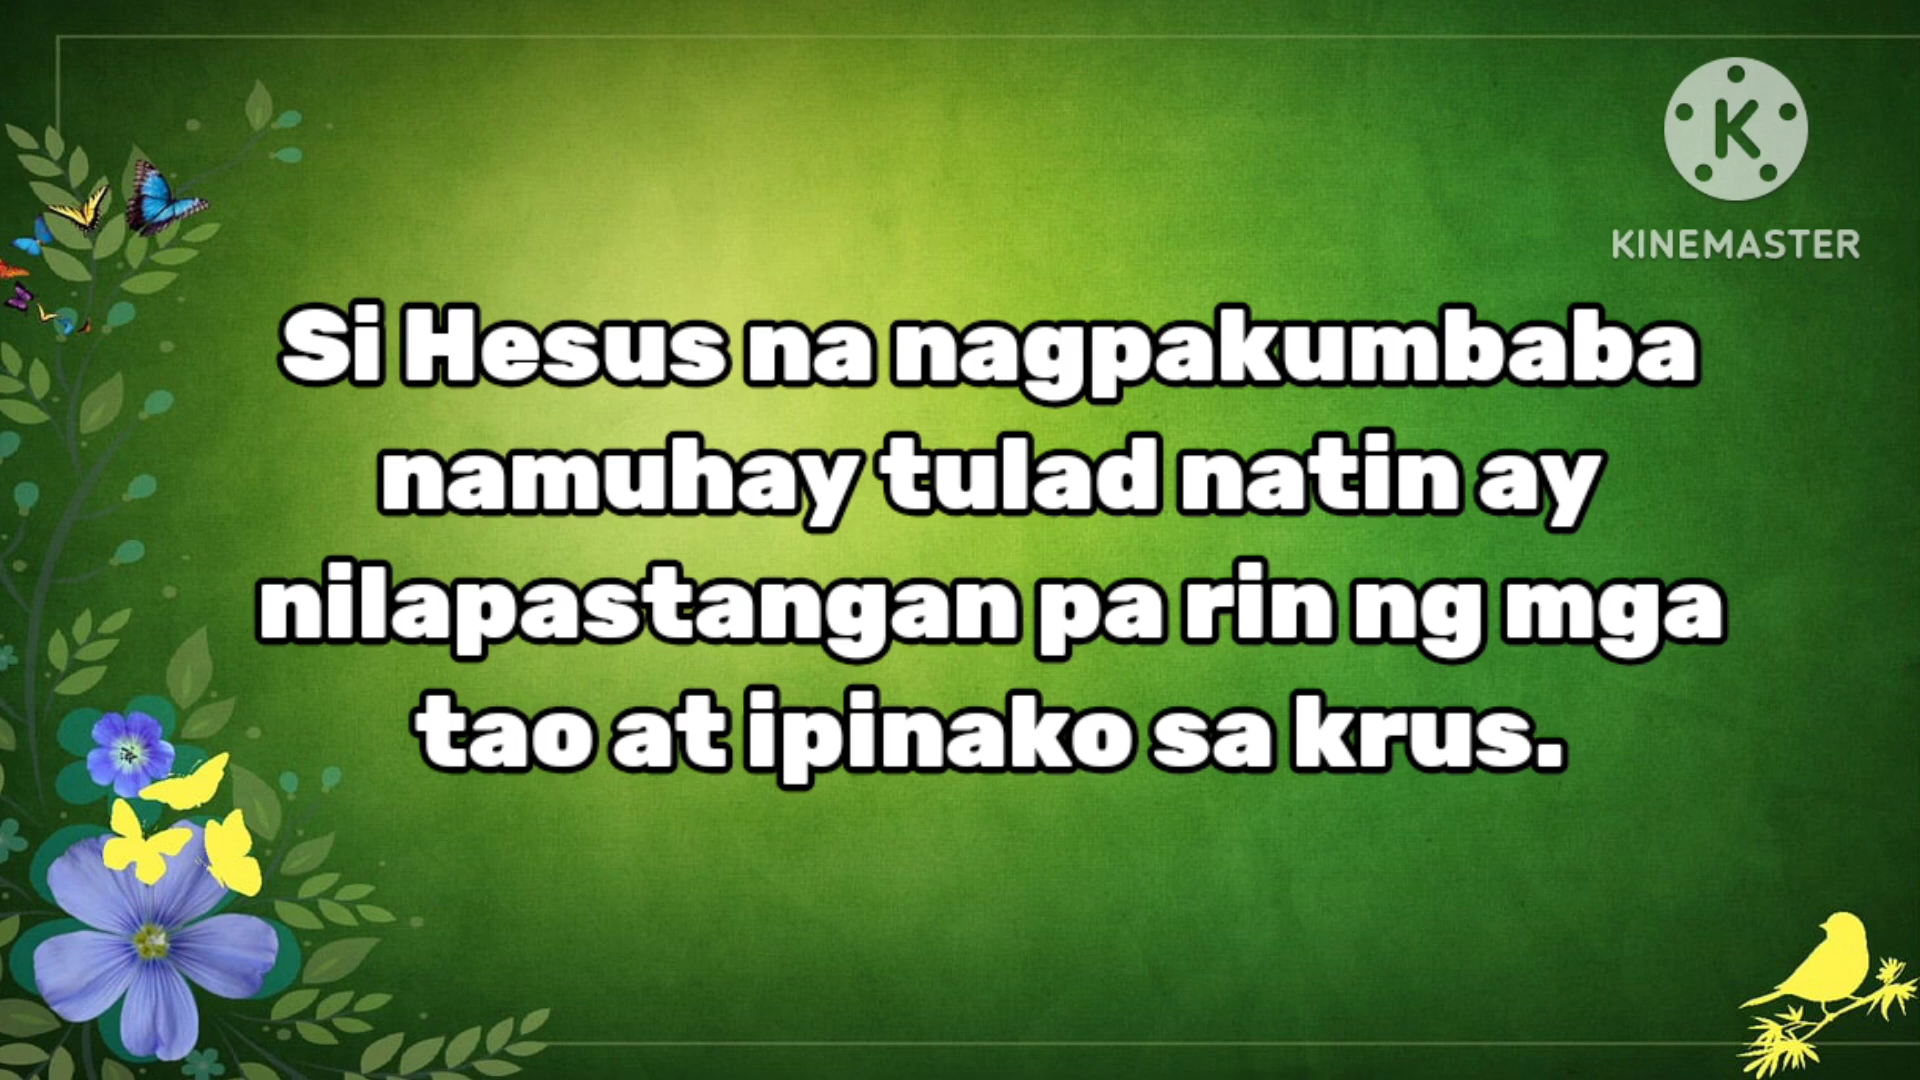 K
KINEMASTER
Si Hesus na nagpakumbaba
namuhay tulad natin ay
nilapastangan pa rin ng mga
tao at ipinako sa krus.